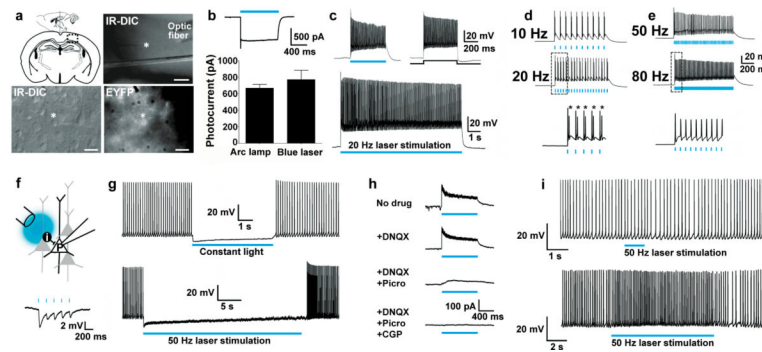 a
IR-DIC
Optic
fiber
*
IR-DIC
*
EYFP
*
b
500 pA
400 ms
Photocurrent (pA)
1000
800
600
400
200
0
Arc lamp
Blue laser
c
20 mV
200 ms
20 mV
1 s
20 Hz laser stimulation
d
10 Hz
20 Hz
* * * * *
e
50 Hz
80 Hz
200 ms
f
i
P
2 mV
200 ms
g
20 mV
1 s
Constant light
20 mV
5 s
50 Hz laser stimulation
h
No drug
+DNQX
+DNQX
+Picro
100 pA
400 ms
+DNQX
+Picro
+CGP
i
20 mV
1 s
50 Hz laser stimulation
20 mV
2 s
50 Hz laser stimulation